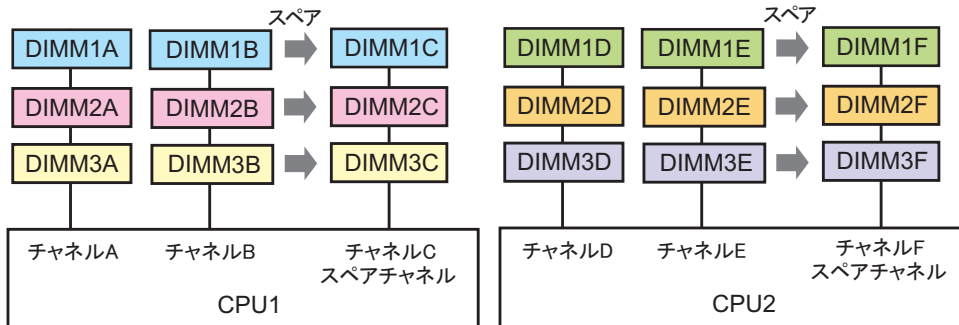 スペア
スペア
DIMM1A DIMM1B DIMM1C DIMM1D DIMM1E DIMM1F
DIMM2A DIMM2B DIMM2C DIMM2D DIMM2E DIMM2F
DIMM3A DIMM3B DIMM3C DIMM3D DIMM3E DIMM3F
チャネルA チャネルB チャネルC チャネルD チャネルE チャネルF
スペアチャネル スペアチャネル
CPU1 CPU2